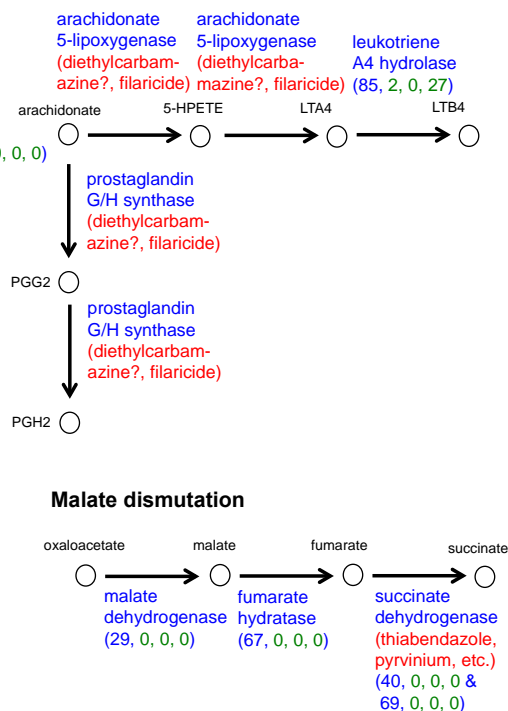 arachidonate
5-lipoxygenase
(diethylcarbam-
azine?, filaricide)
arachidonate
5-lipoxygenase
(diethylcarba-
mazine?, filaricide)
leukotriene
A4 hydrolase
(85, 2, 0, 27)
arachidonate
5-HPETE
LTA4
LTB4
0, 0)
prostaglandin
G/H synthase
(diethylcarbam-
azine?, filaricide)
PGG2
prostaglandin
G/H synthase
(diethylcarbam-
azine?, filaricide)
PGH2
Malate dismutation
oxaloacetate
malate
fumarate
succinate
malate
dehydrogenase
(29, 0, 0, 0)
fumarate
hydratase
(67, 0, 0, 0)
succinate
dehydrogenase
(thiabendazole,
pyrvinium, etc.)
(40, 0, 0, 0 &
69, 0, 0, 0)